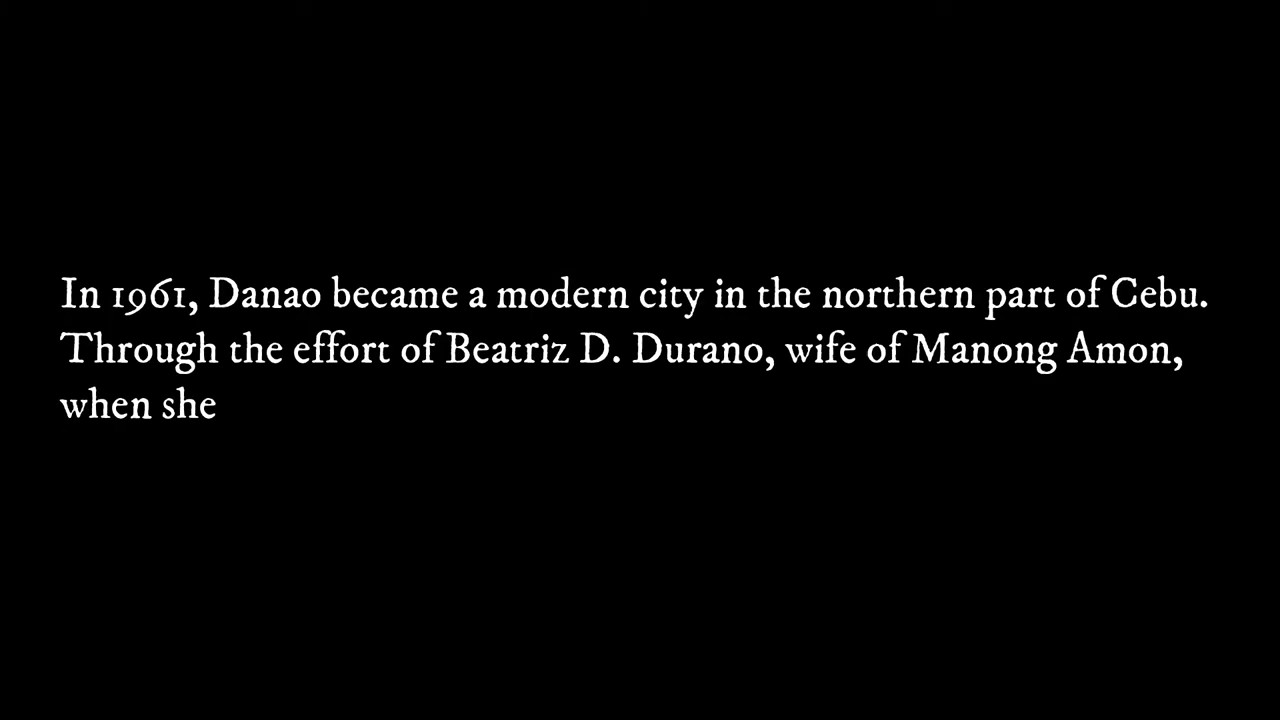 In 1961, Danao became a modern city in the northern part of Cebu.
Through the effort of Beatriz D. Durano, wife of Manong Amon,
when she